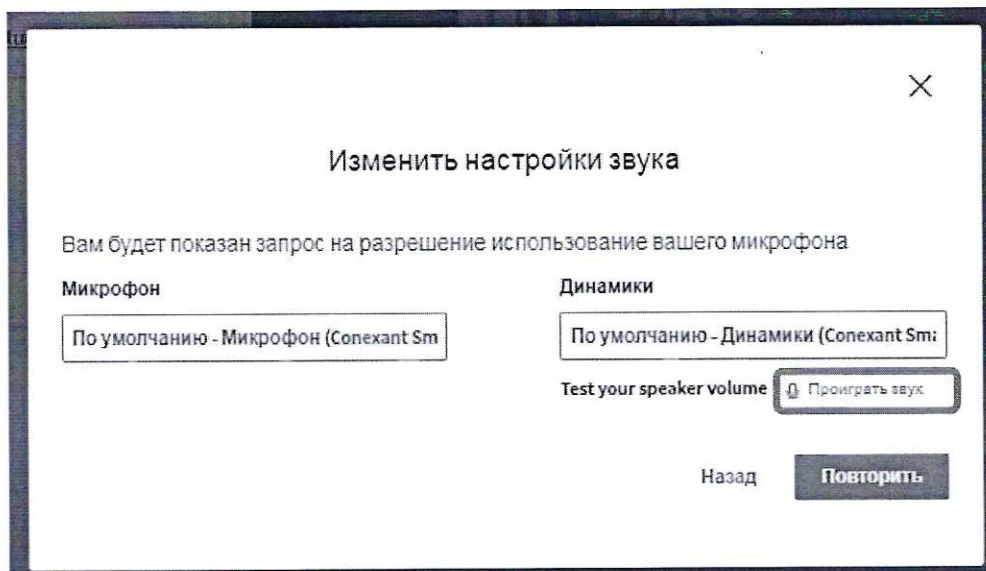 Изменить настройки звука
Вам будет показан запрос на разрешение использование вашего микрофона
Микрофон
Динамики
По умолчанию - Микрофон (Conexant Sm
По умолчанию - Динамики (Conexant Sma
Test your speaker volume
Проиграть звук
Назад
Повторить